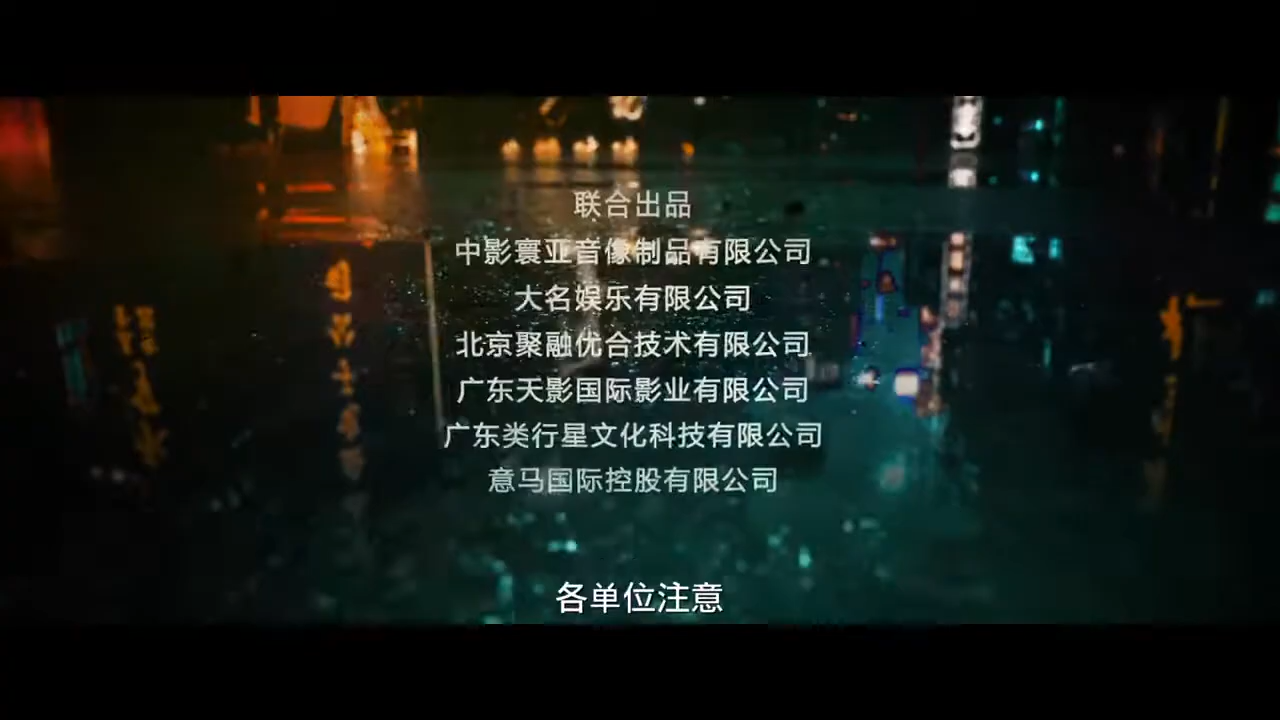 联合出品
中影寰亚音像制品有限公司
大名娱乐有限公司
北京聚融优合技术有限公司
广东天影国际影业有限公司
广东类行星文化科技有限公司
意马国际控股有限公司
各单位注意